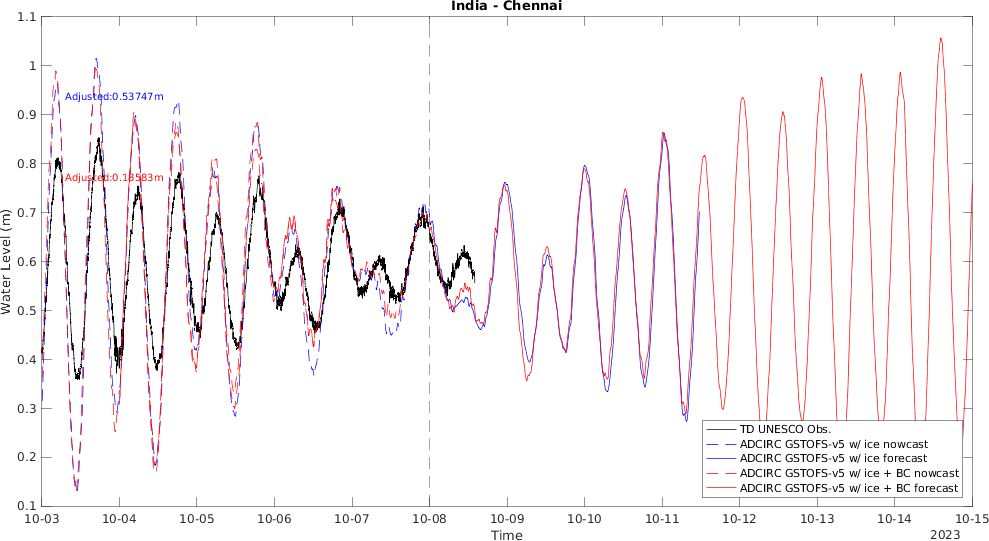 India - Chennai
1.1
1
0.9
0.8
0.7
0.6
0.5
0.4
0.3
0.2
0.1
Water Level (m)
Adjusted:0.53747m
Adjusted:0.18583m
TD UNESCO Obs.
ADCIRC GSTOFS-v5 w/ ice nowcast
ADCIRC GSTOFS-v5 w/ ice forecast
ADCIRC GSTOFS-v5 w/ ice + BC nowcast
ADCIRC GSTOFS-v5 w/ ice + BC forecast
10-03 10-04 10-05 10-06 10-07 10-08 10-09 10-10 10-11 10-12 10-13 10-14 10-15
Time
2023